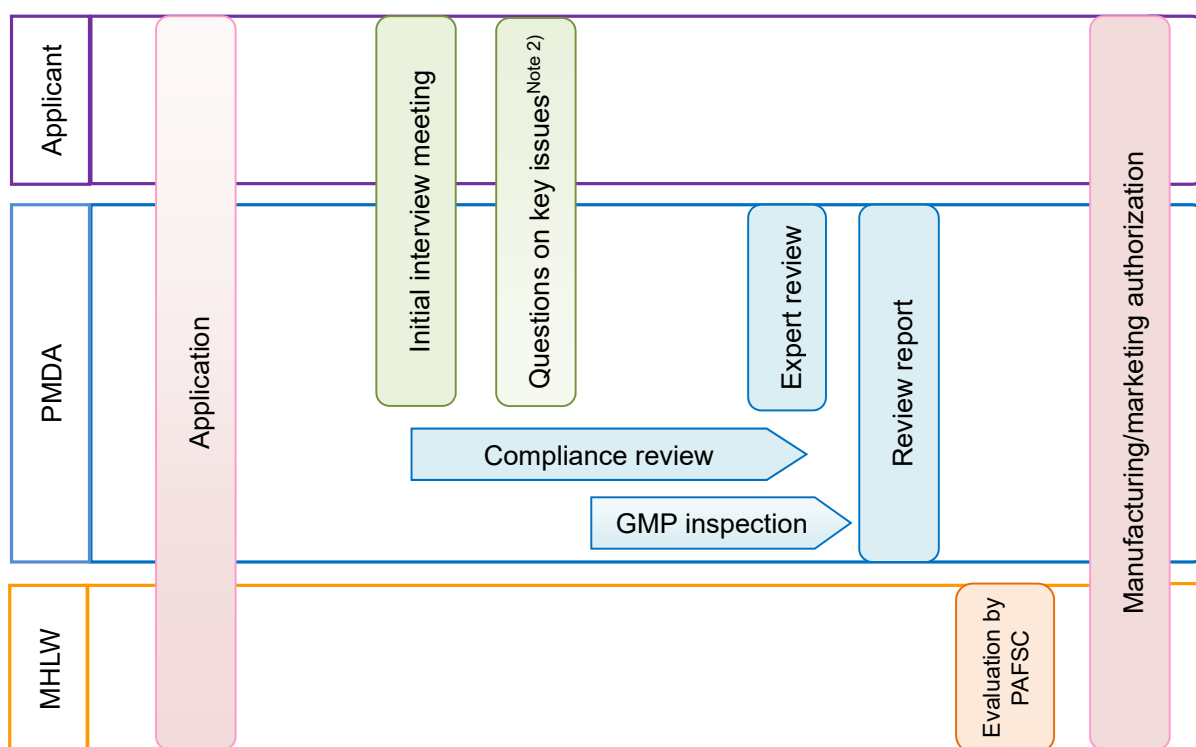 Applicant
PMDA
MHLW
Application
Initial interview meeting
Questions on key issues^Note 2)
Compliance review
GMP inspection
Expert review
Review report
Evaluation by
PAFSC
Manufacturing/marketing authorization